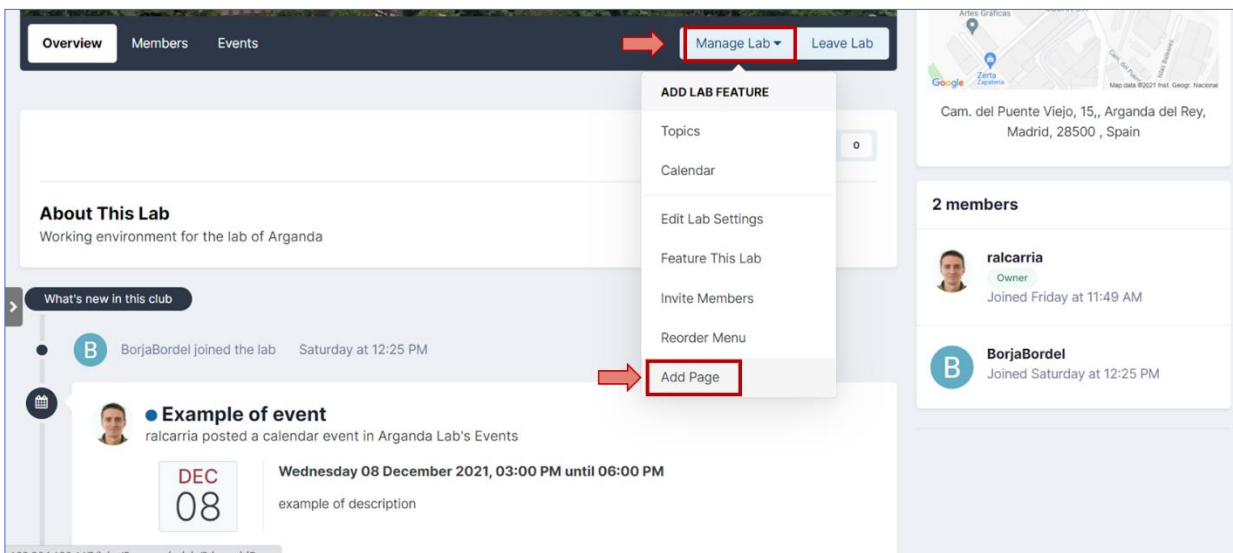 Overview Members Events Manage Lab Leave Lab
ADD LAB FEATURE
Topics
Calendar
Edit Lab Settings
Feature This Lab
Invite Members
Reorder Menu
Add Page
0
About This Lab
Working environment for the lab of Arganda
What's new in this club
B BorjaBordel joined the lab Saturday at 12:25 PM
Example of event
ralcarria posted a calendar event in Arganda Lab's Events
DEC
08
Wednesday 08 December 2021, 03:00 PM until 06:00 PM
example of description
Artes Gráficas
Zerta
Zapatería
Google
Map data ©2021 Inst. Geogr. Nacional
Cam. del Puente Viejo, 15,, Arganda del Rey,
Madrid, 28500 , Spain
2 members
ralcarria
Owner
Joined Friday at 11:49 AM
B
BorjaBordel
Joined Saturday at 12:25 PM